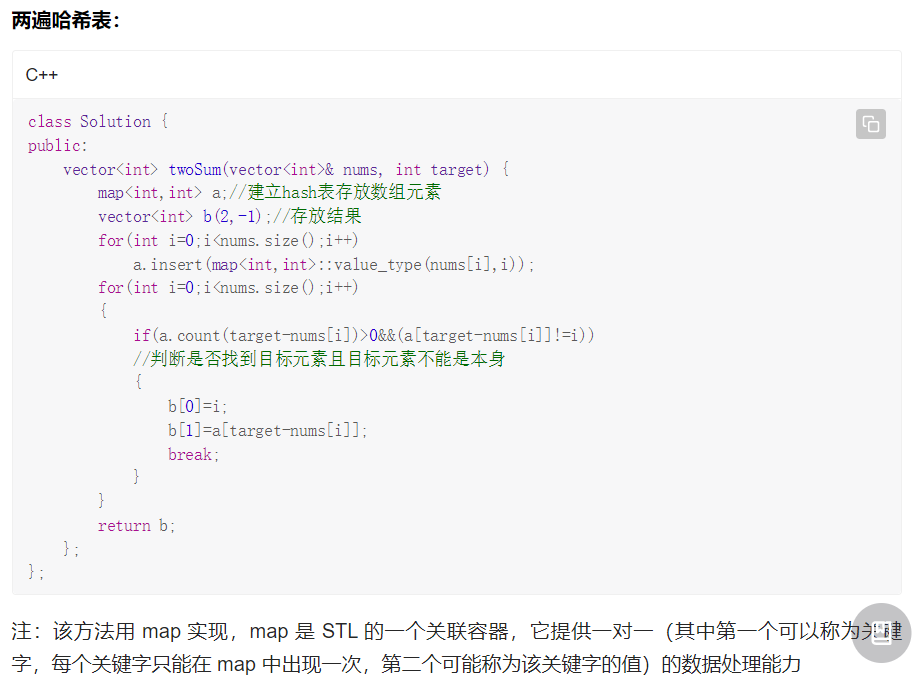 两遍哈希表：
C++
class Solution {
public:
    vector<int> twoSum(vector<int>& nums, int target) {
        map<int,int> a;//建立hash表存放数组元素
        vector<int> b(2,-1);//存放结果
        for(int i=0;i<nums.size();i++)
            a.insert(map<int,int>::value_type(nums[i],i));
        for(int i=0;i<nums.size();i++)
        {
            if(a.count(target-nums[i])>0&&(a[target-nums[i]]!=i))
            //判断是否找到目标元素且目标元素不能是本身
            {
                b[0]=i;
                b[1]=a[target-nums[i]];
                break;
            }
        }
        return b;
    };
};
注：该方法用 map 实现，map 是 STL 的一个关联容器，它提供一对一（其中第一个可以称为关键
字，每个关键字只能在 map 中出现一次，第二个可能称为该关键字的值）的数据处理能力